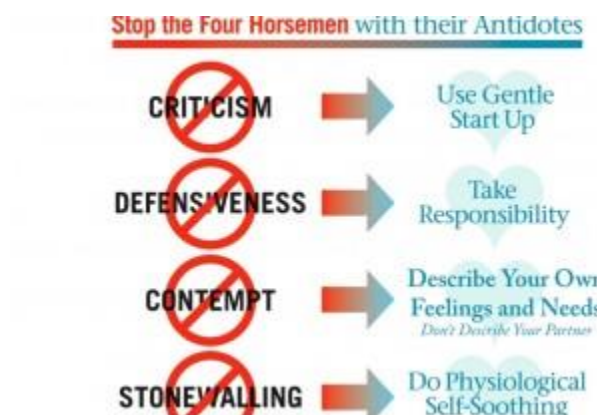 Stop the Four Horsemen with their Antidotes
CRITICISM
Use Gentle
Start Up
DEFENSIVENESS
Take
Responsibility
CONTEMPT
Describe Your Own
Feelings and Needs
Don't Describe Your Partner
STONEWALLING
Do Physiological
Self-Soothing